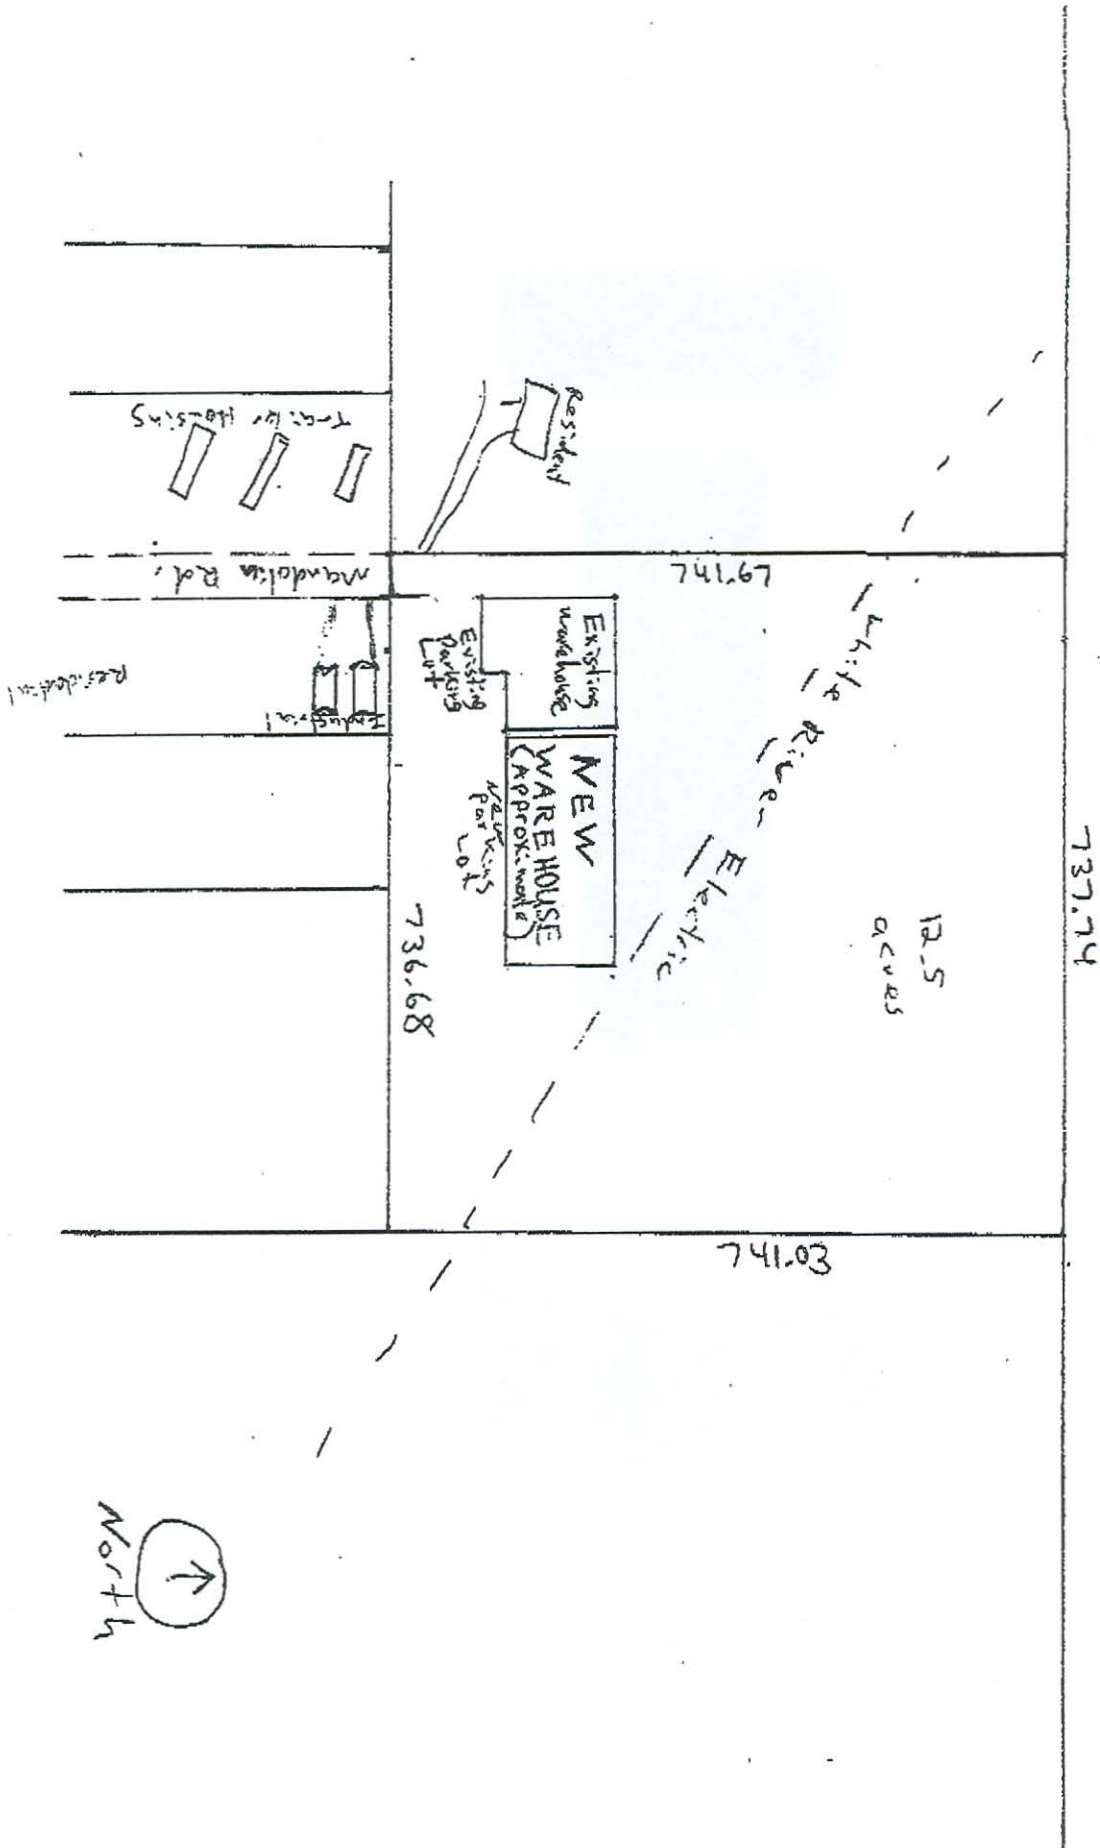 737.74
12.5
acres
White River Electric
741.67
741.03
Resident
Existing
warehouse
NEW
WAREHOUSE
(Approximate)
Existing
Parking
Lot
New
Parking
Lot
736.68
Trailer Housing
Mandolin Rd.
Industrial
Residential
North